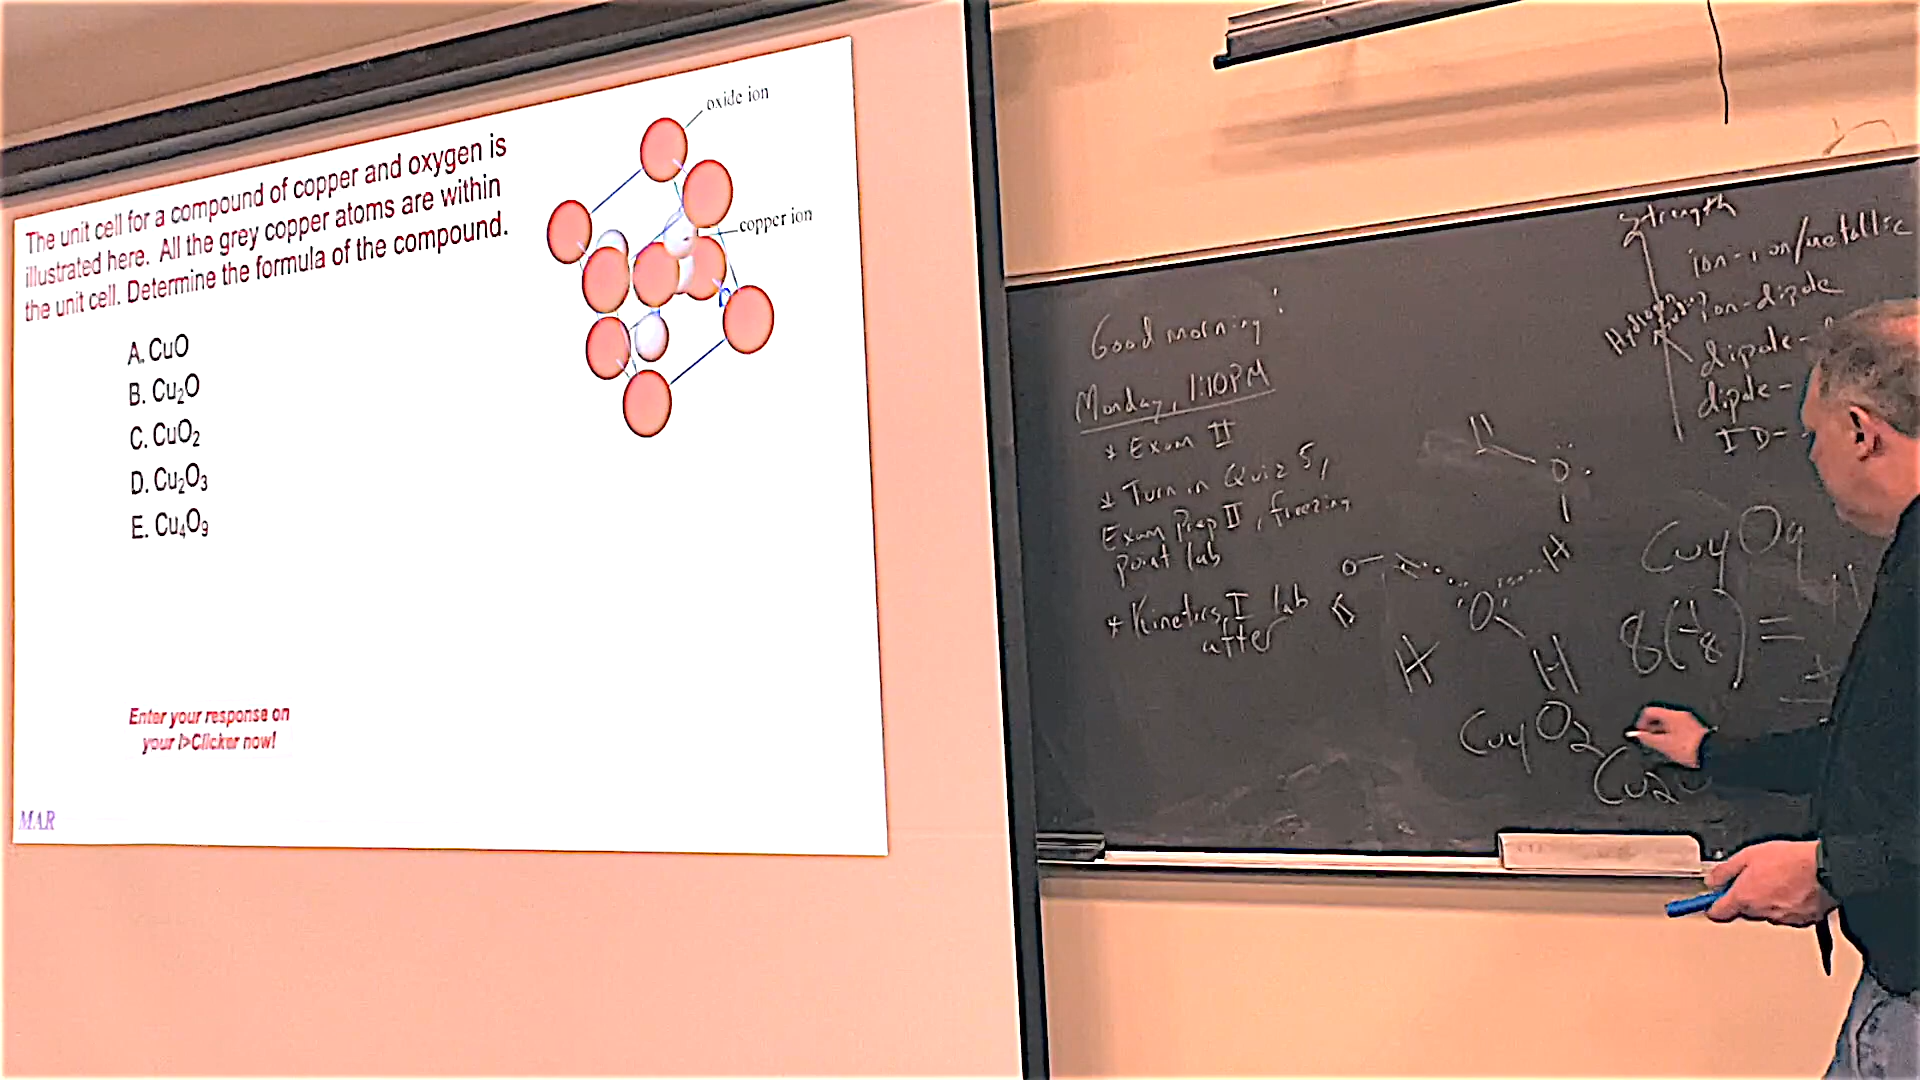 The unit cell for a compound of copper and oxygen is
illustrated here. All the grey copper atoms are within
the unit cell. Determine the formula of the compound.
A. CuO
B. Cu₂O
C. CuO₂
D. Cu₂O₃
E. Cu₄O₉
oxide ion
copper ion
Enter your response on
your i>Clicker now!
MAR
Good morning!
Monday, 1:10PM
* Exam II
* Turn in Quiz 5,
Exam Prep II, freezing
point lab
* Kinetics I lab
after
Strength
ion-ion/metallic
ion-dipole
dipole-
dipole-
ID-
Hydrogen
O
H
O
H
H
H
Cu4O9
8(1/8)=
Cu4O2
Cu2